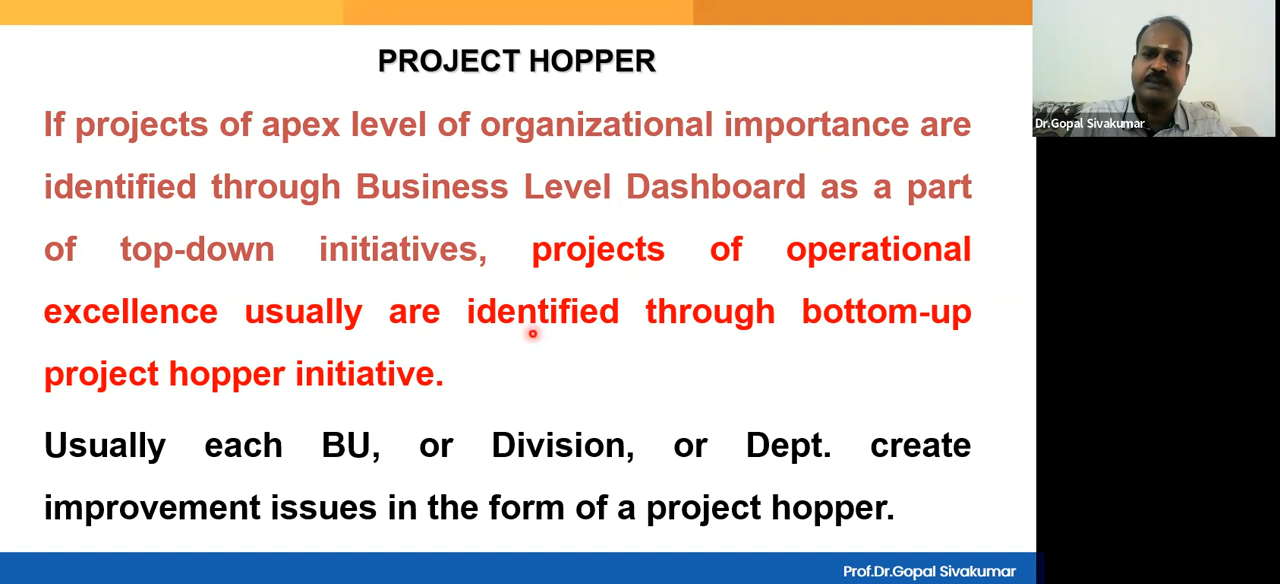 PROJECT HOPPER
If projects of apex level of organizational importance are
identified through Business Level Dashboard as a part
of top-down initiatives, projects of operational
excellence usually are identified through bottom-up
project hopper initiative.
Usually each BU, or Division, or Dept. create
improvement issues in the form of a project hopper.
Dr.Gopal Sivakumar
Prof.Dr.Gopal Sivakumar